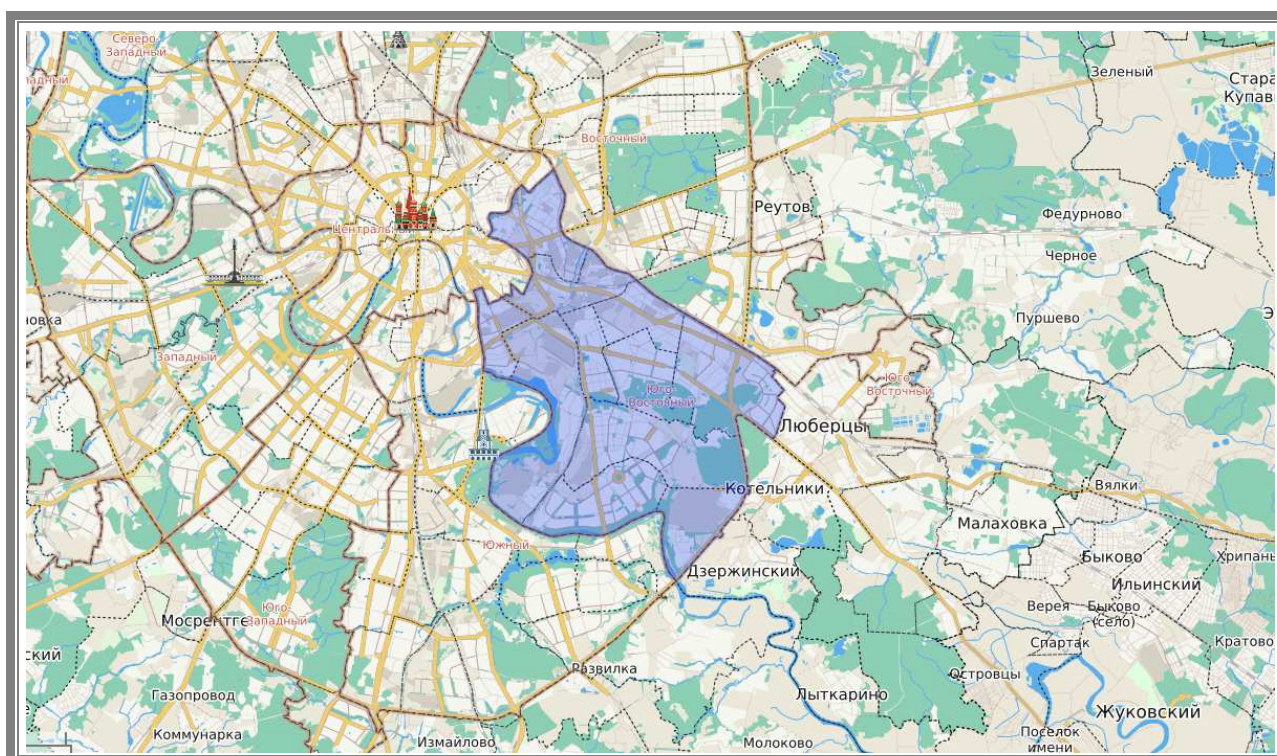 Северо-
Западный
Зеленый
Стара
Купав
Восточный
Реутов
Федурново
Центральный
Черное
новка
Пуршево
Э
Западный
Юго-
Восточный
Юго-
Восточный
Люберцы
Котельники
Вялки
Малаховка
Южный
Быково
Хрипань
Дзержинский
Ильинский
Юго-
Западный
Мосрентге
Верея
Быково
(село)
Спартак
Кратово
ский
Развилка
Островцы
Газопровод
Лыткарино
Жуковский
Коммунарка
Измайлово
Молоково
Поселок
имени